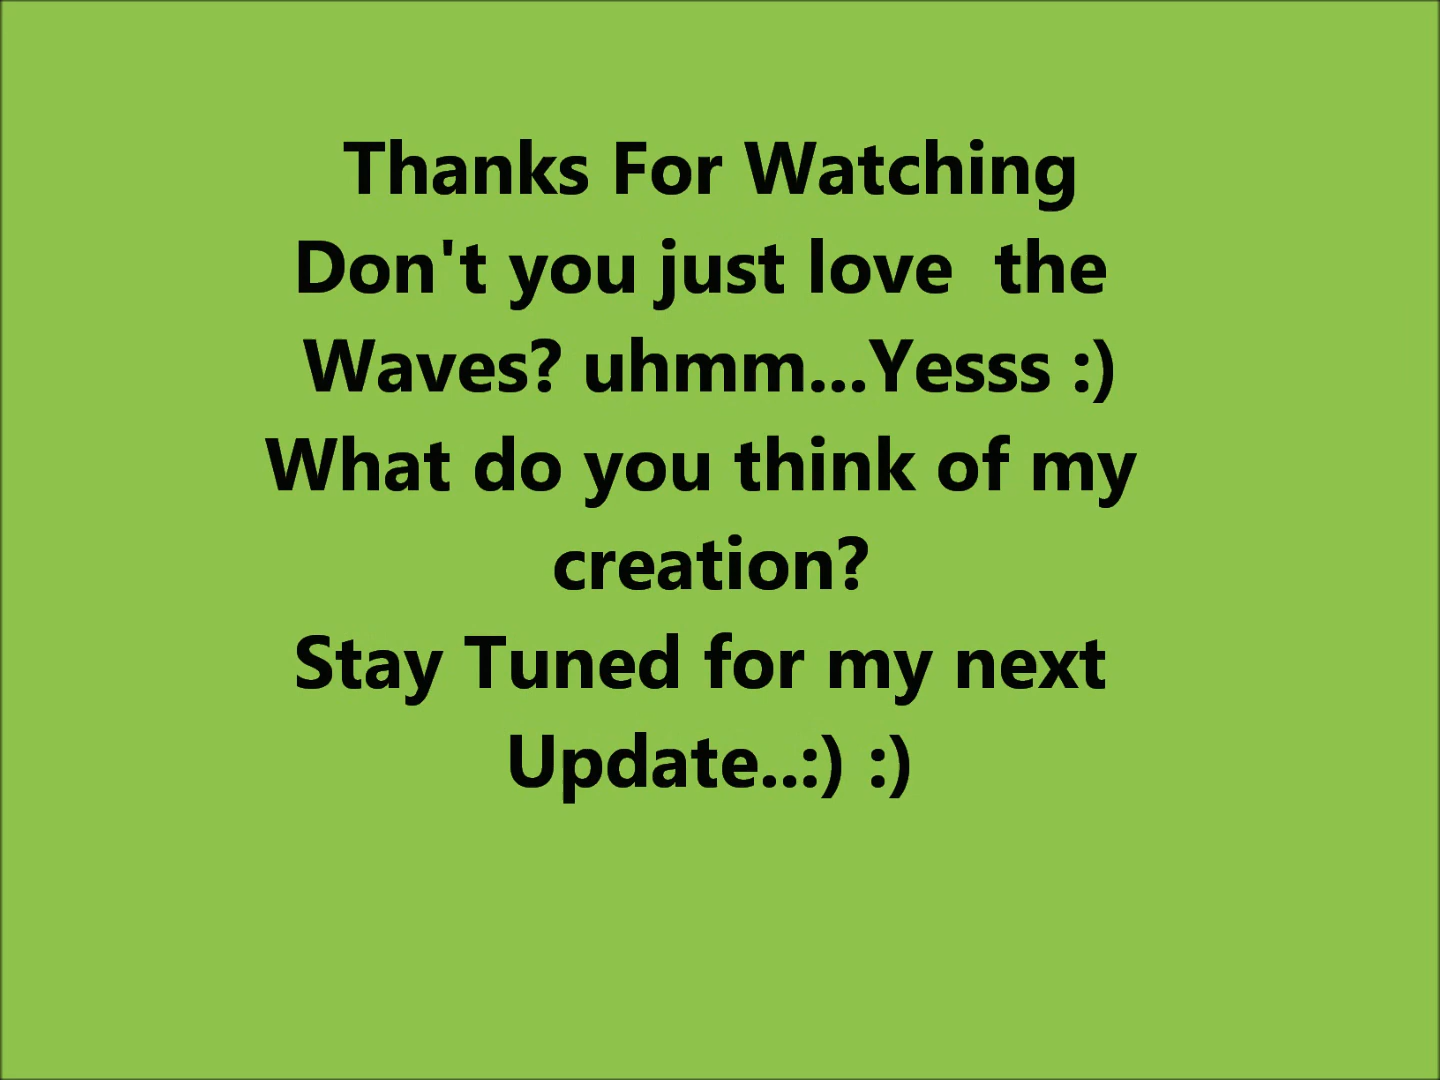 Thanks For Watching
Don't you just love  the
Waves? uhmm...Yesss :)
What do you think of my
creation?
Stay Tuned for my next
Update..:) :)